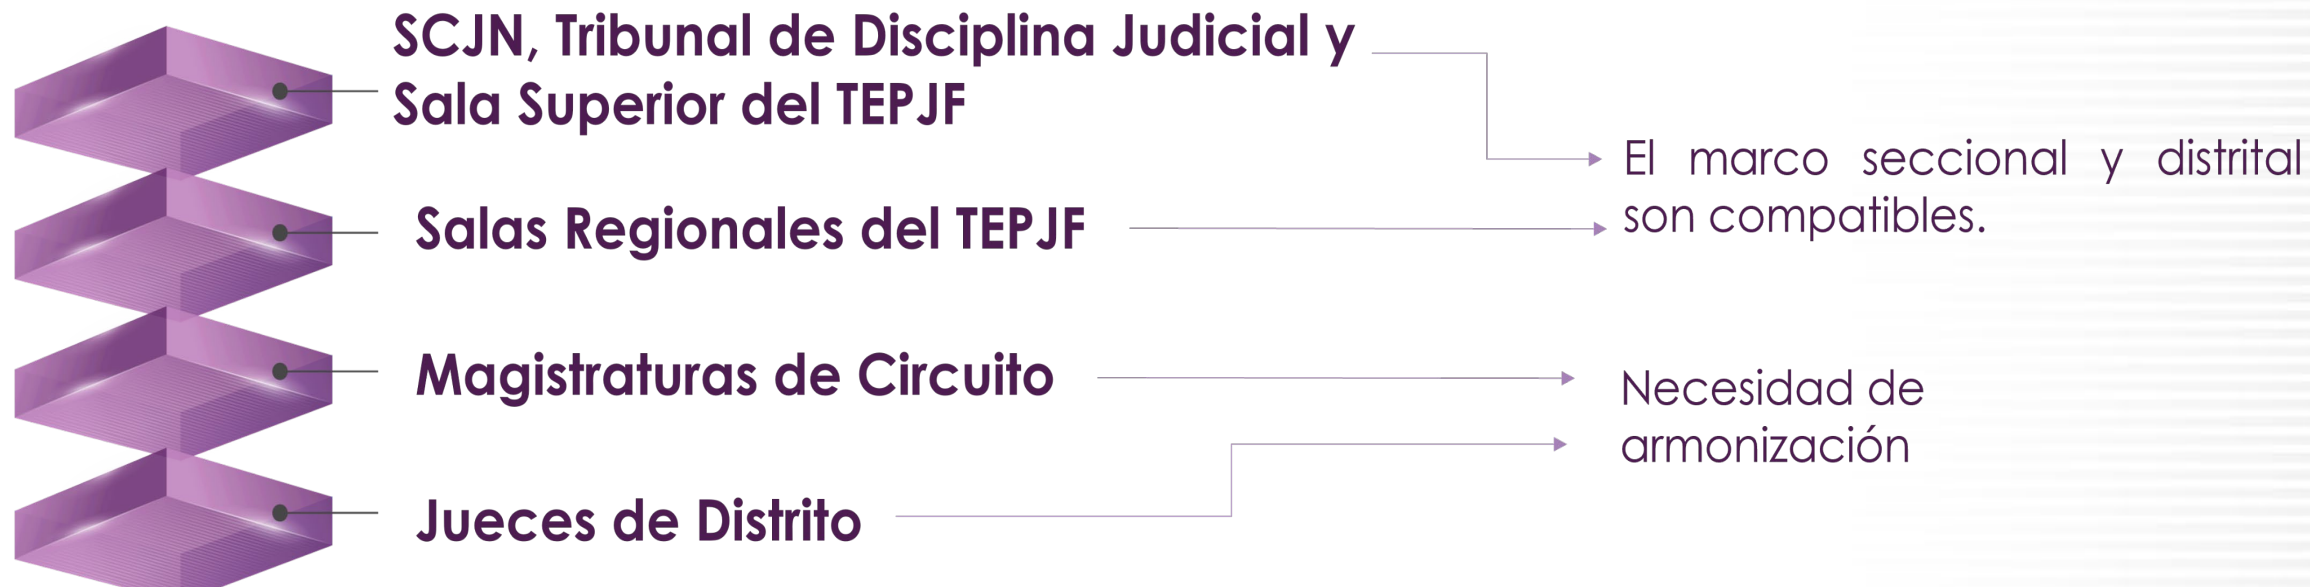 SCJN, Tribunal de Disciplina Judicial y
Sala Superior del TEPJF
El marco seccional y distrital
son compatibles.
Salas Regionales del TEPJF
Magistraturas de Circuito
Necesidad de
armonización
Jueces de Distrito